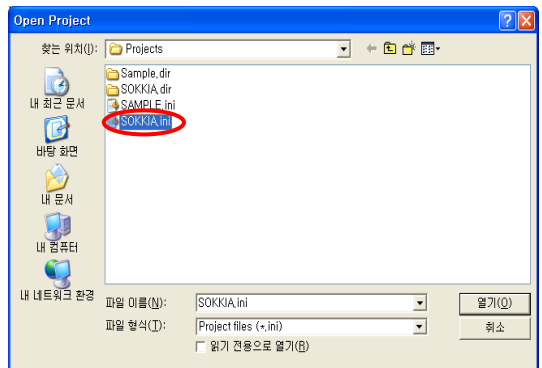 Open Project
찾는 위치(I):
Projects
Sample.dir
SOKKIA.dir
SAMPLE.ini
SOKKIA.ini
내 최근 문서
바탕 화면
내 문서
내 컴퓨터
내 네트워크 환경
파일 이름(N):
SOKKIA.ini
열기(O)
파일 형식(T):
Project files (*.ini)
취소
읽기 전용으로 열기(R)